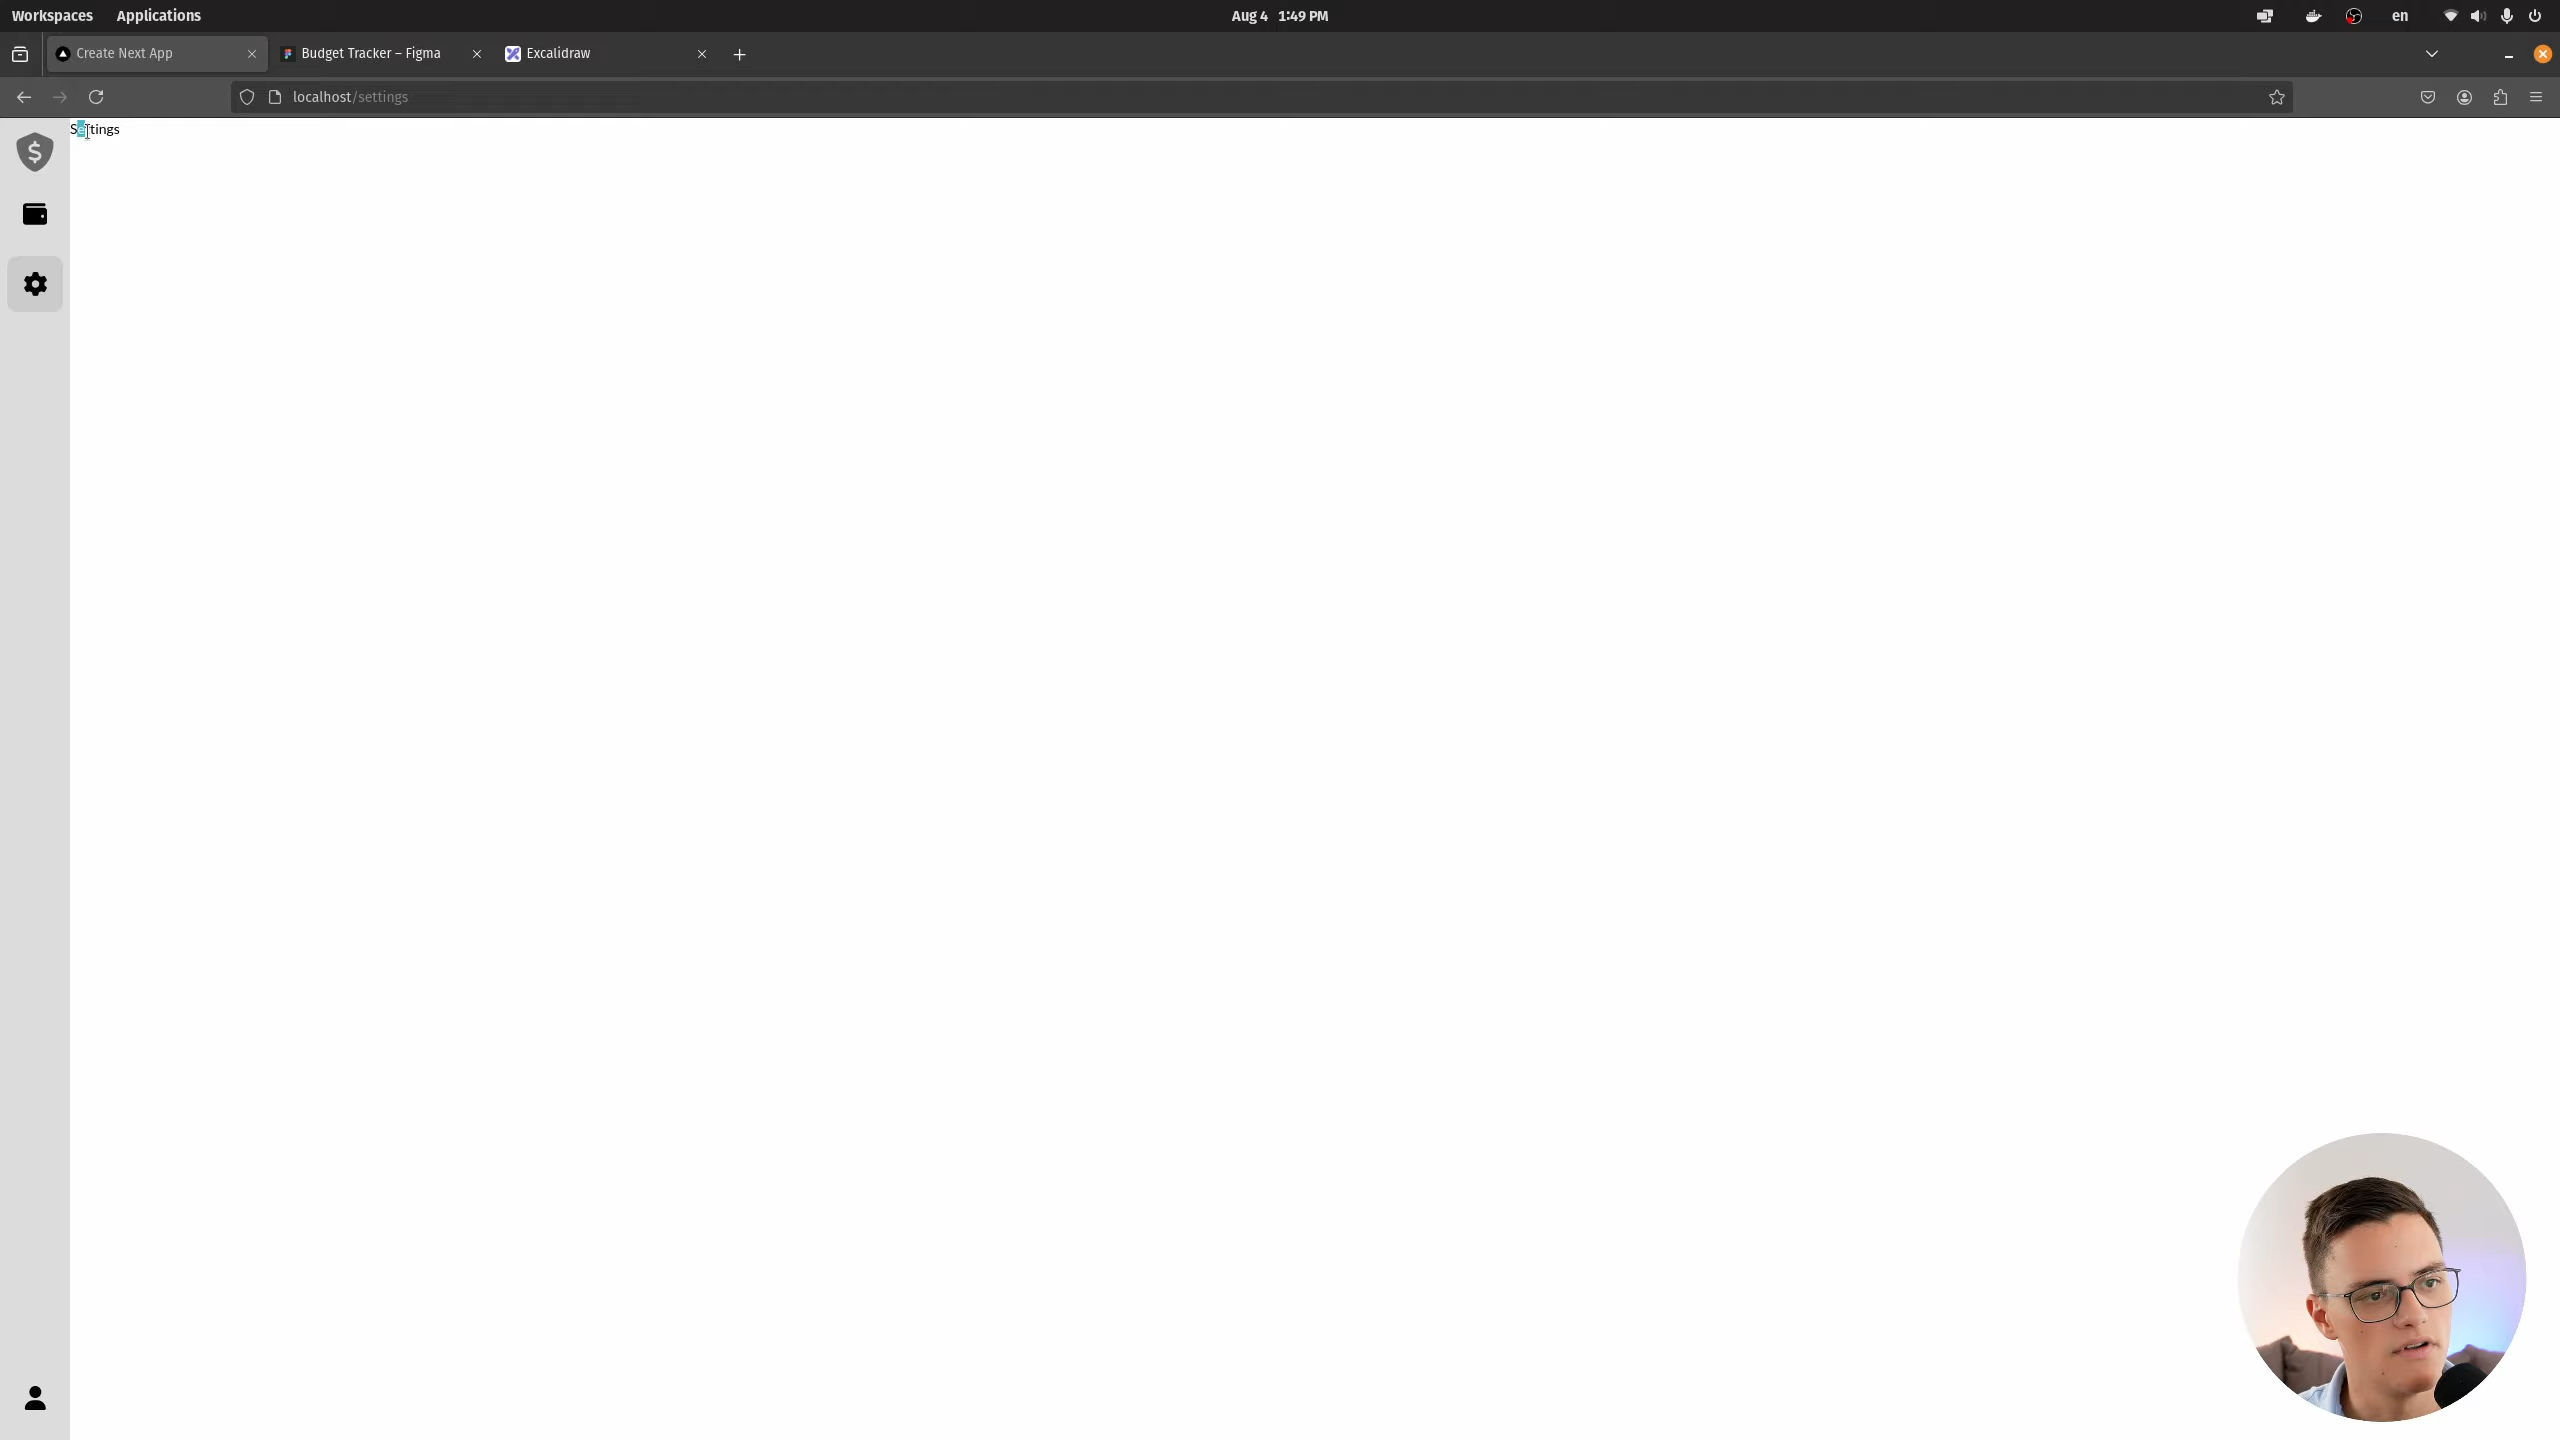 Workspaces Applications Aug 4 1:49 PM en
Create Next App Budget Tracker – Figma Excalidraw
localhost/settings
Settings